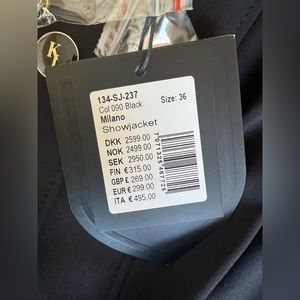 134-SJ-237
Col 090 Black Size: 36
Milano
Showjacket
DKK 2599.00
NOK 2499.00
SEK 2950.00
FIN € 315.00
GBP £ 269.00
EUR € 299.00
ITA € 495.00